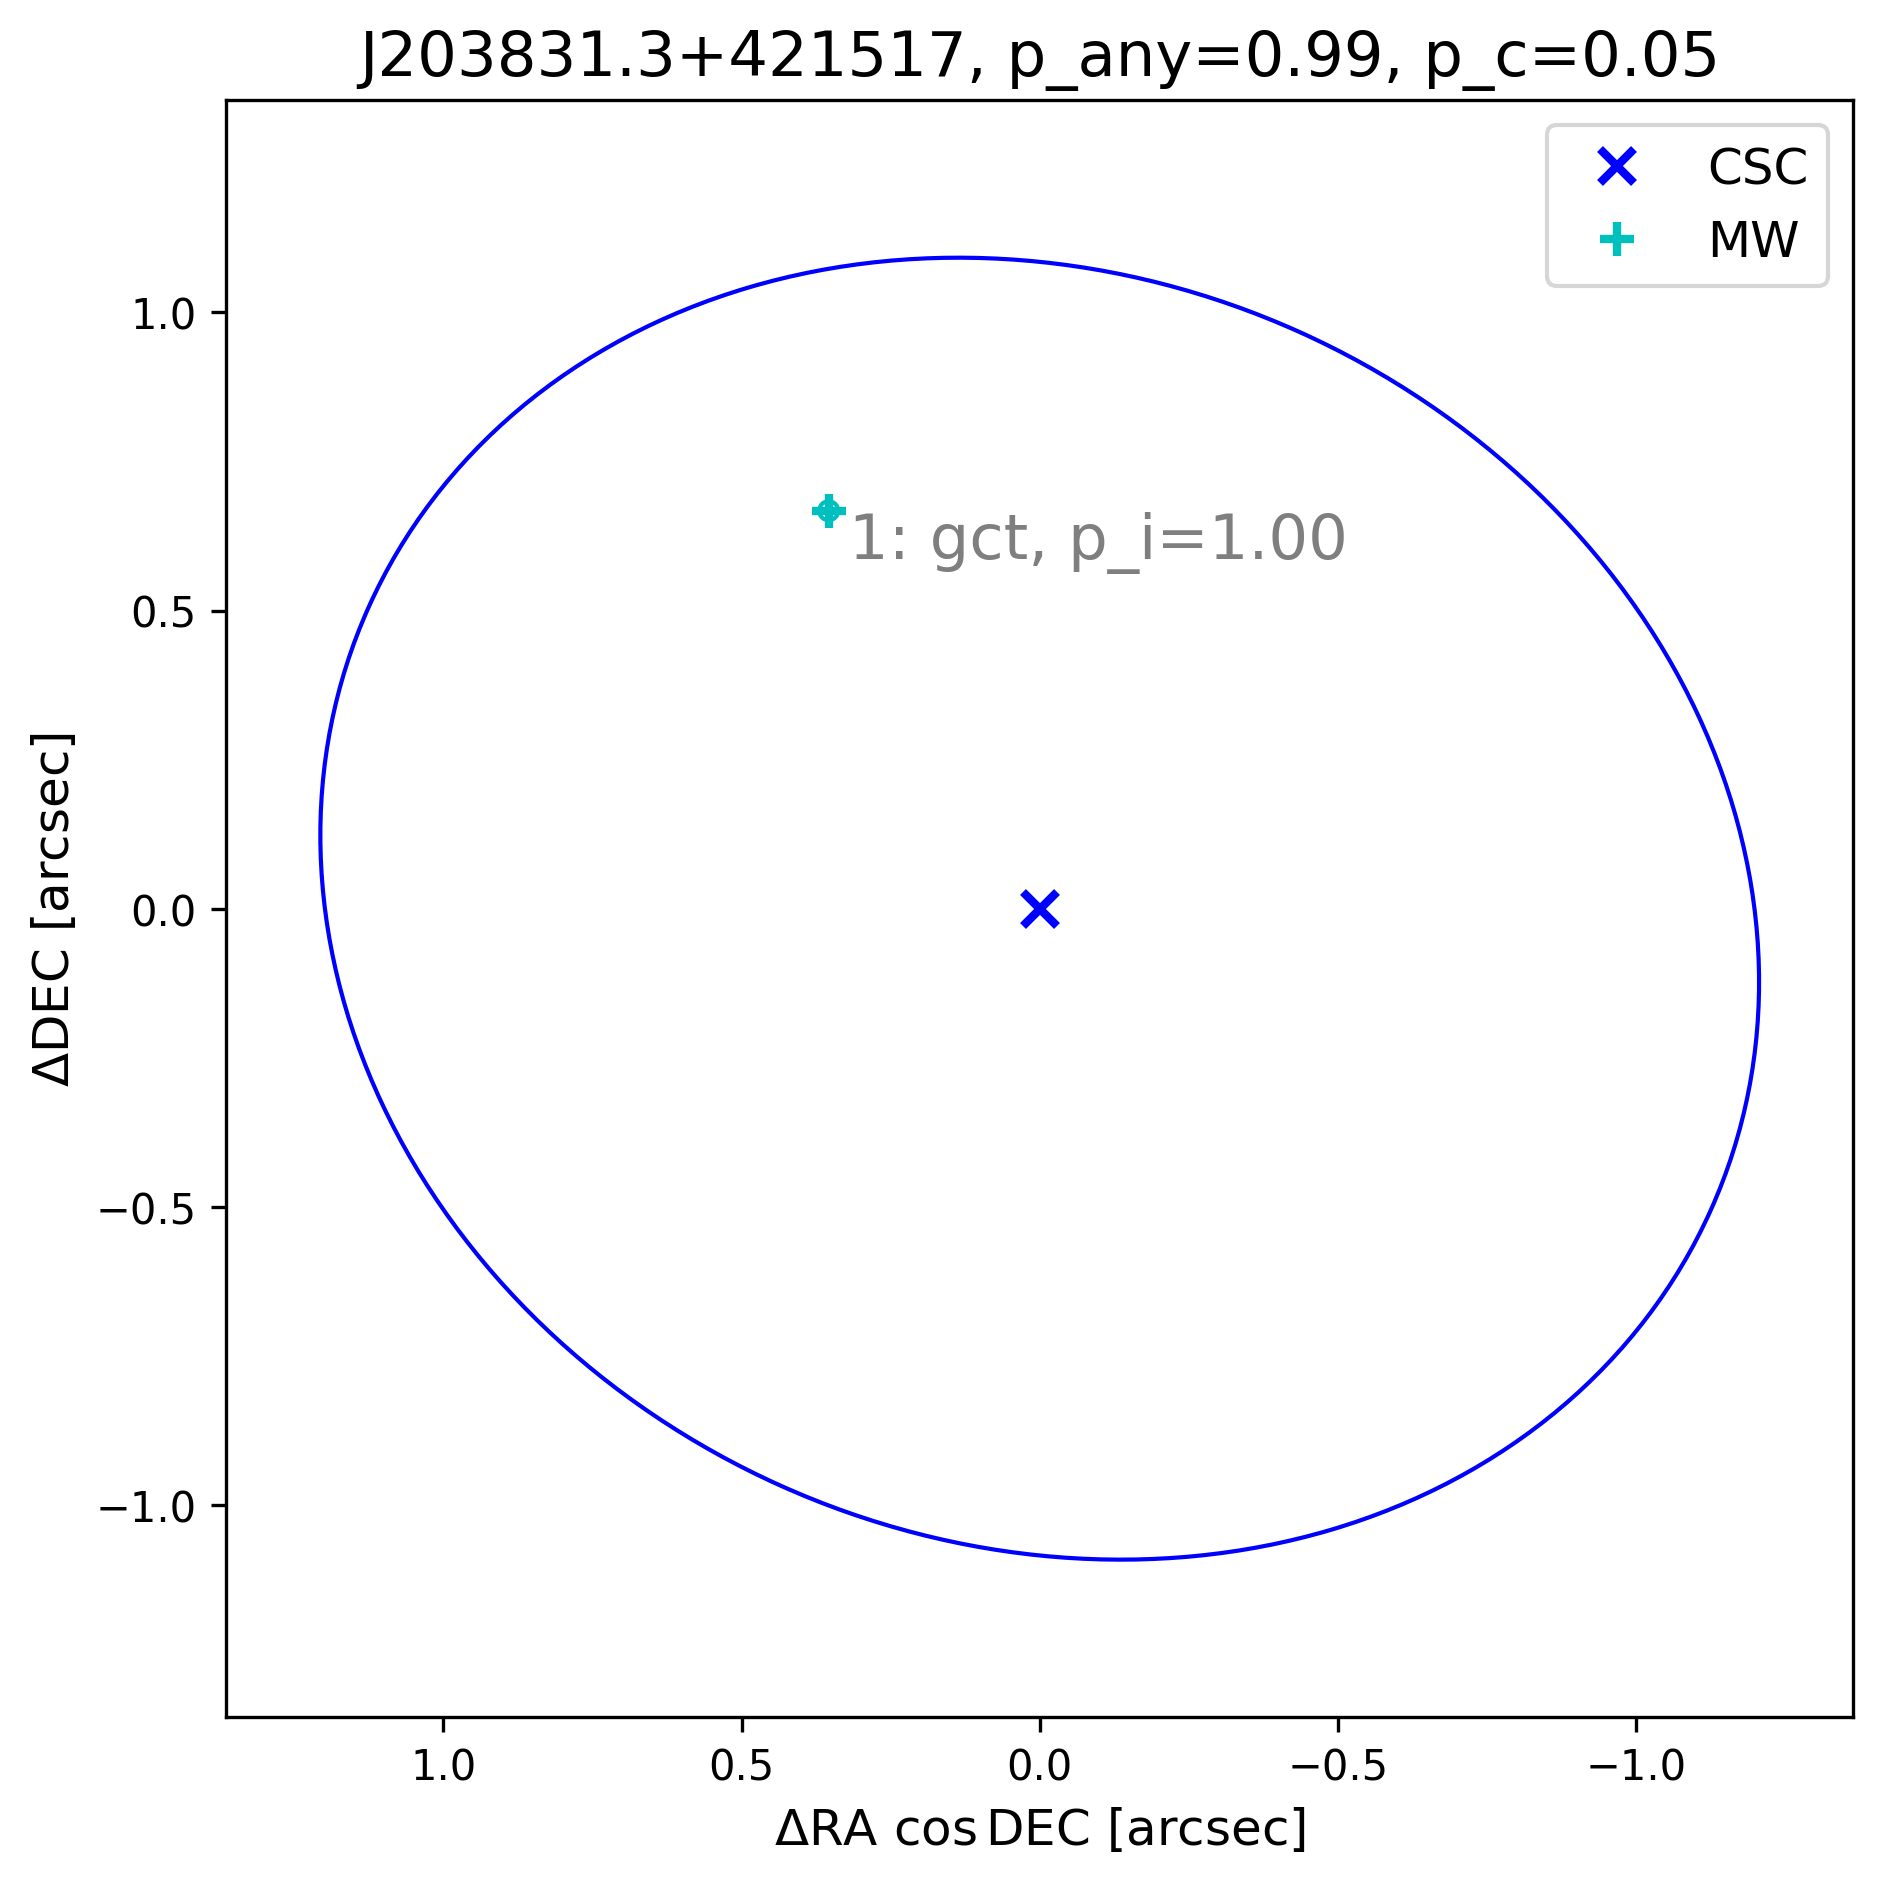 J203831.3+421517, p_any=0.99, p_c=0.05
CSC
MW
1: gct, p_i=1.00
1.0
0.5
0.0
−0.5
−1.0
ΔDEC [arcsec]
1.0
0.5
0.0
−0.5
−1.0
ΔRA cos DEC [arcsec]